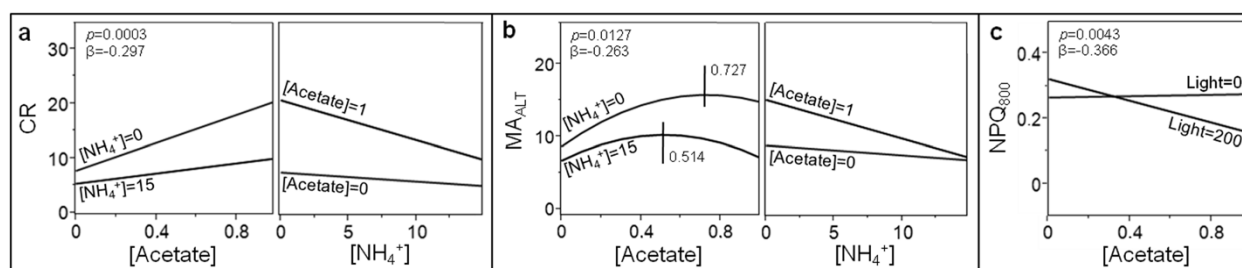 a
p=0.0003
β=-0.297
CR
30
20
10
0
[NH₄⁺]=0
[NH₄⁺]=15
0
0.4
0.8
[Acetate]
[Acetate]=1
[Acetate]=0
0
5
10
[NH₄⁺]
b
p=0.0127
β=-0.263
MA_ALT
20
10
0
0.727
[NH₄⁺]=0
[NH₄⁺]=15
0.514
0
0.4
0.8
[Acetate]
[Acetate]=1
[Acetate]=0
0
5
10
[NH₄⁺]
c
p=0.0043
β=-0.366
NPQ₈₀₀
0.4
0.2
0
Light=0
Light=200
0
0.4
0.8
[Acetate]